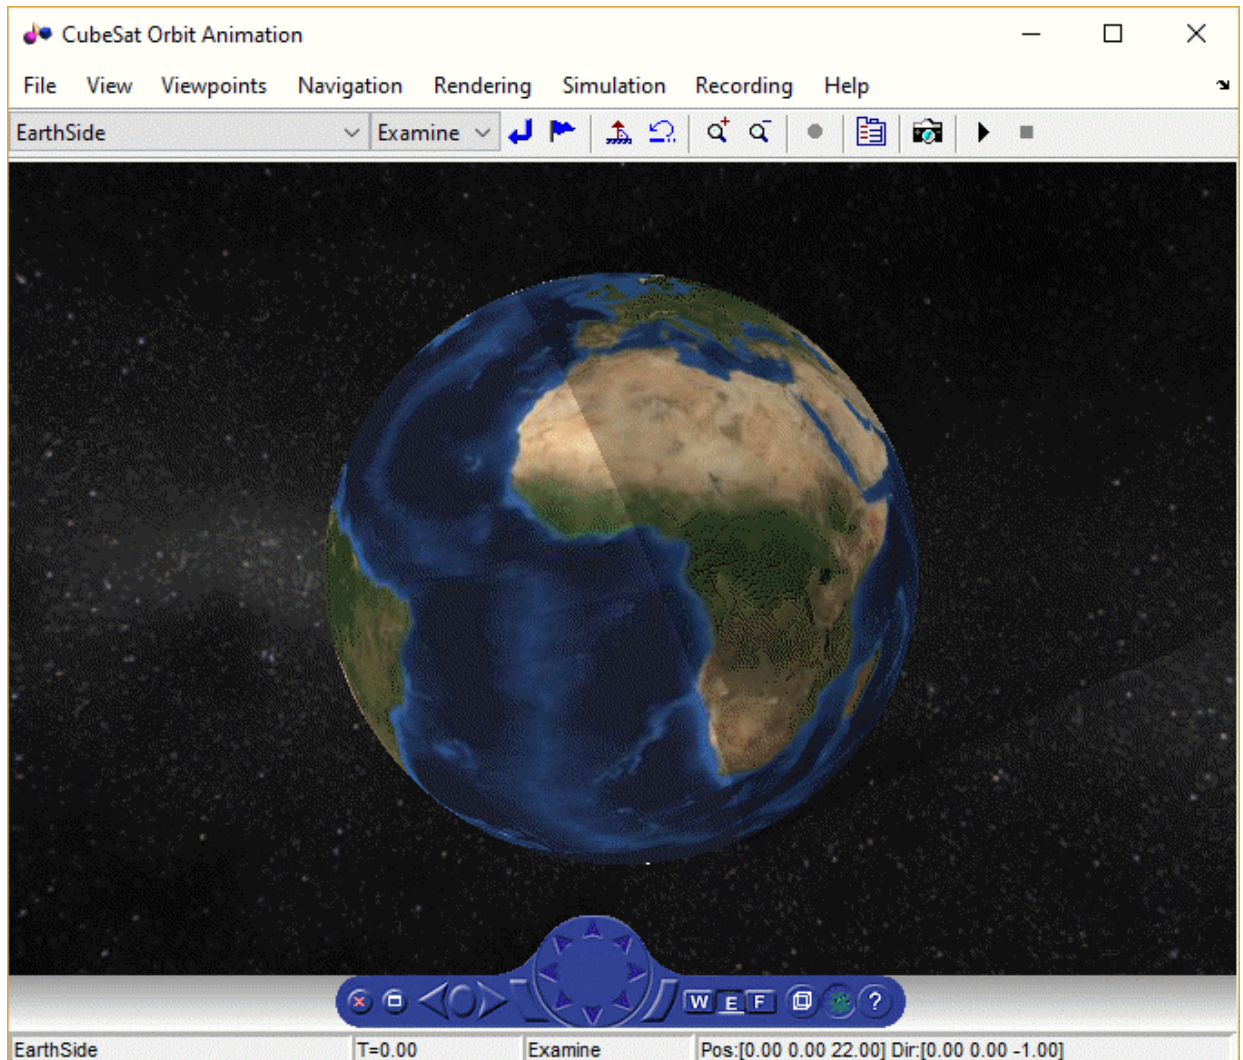 CubeSat Orbit Animation
File View Viewpoints Navigation Rendering Simulation Recording Help
EarthSide Examine
W E F ?
EarthSide T=0.00 Examine Pos:[0.00 0.00 22.00] Dir:[0.00 0.00 -1.00]